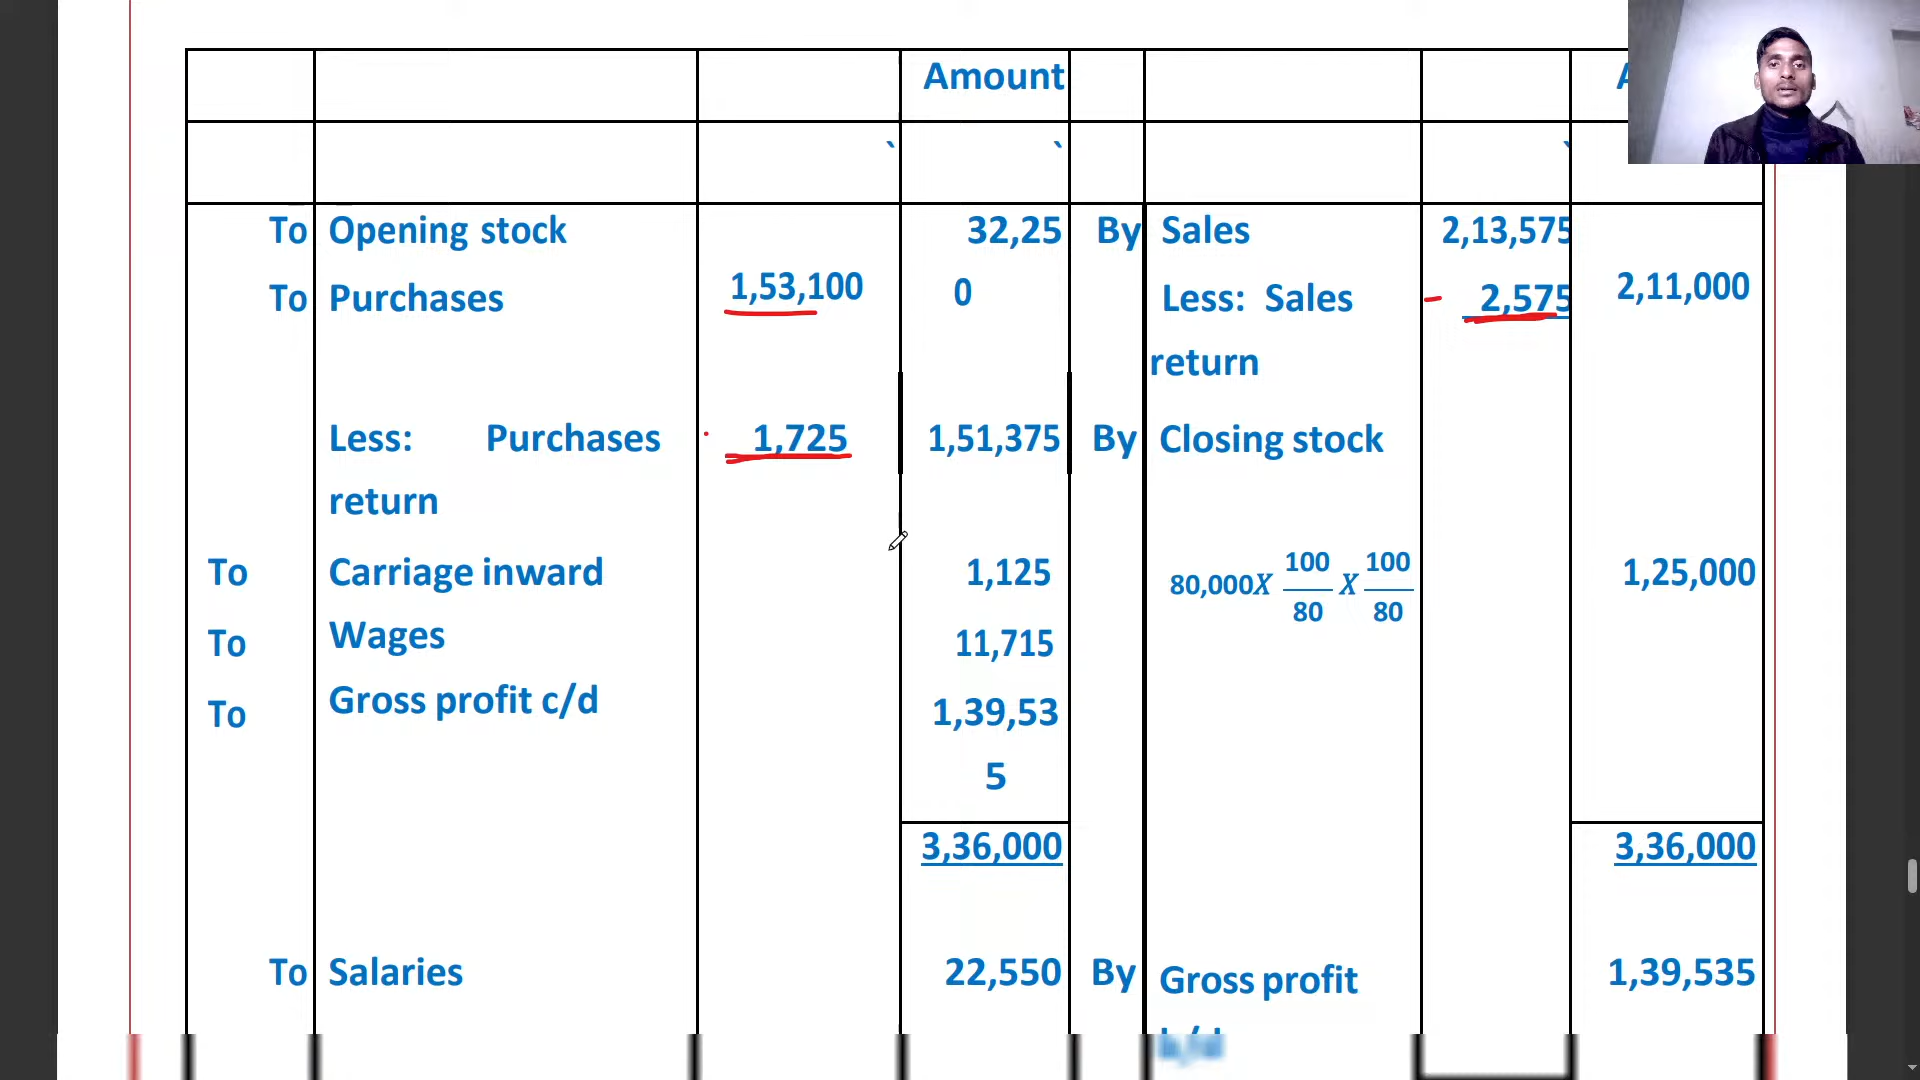 Amount
` ` `
To Opening stock 32,25 By Sales 2,13,575
To Purchases 1,53,100 0 Less: Sales 2,575 2,11,000
return
Less: Purchases 1,725 1,51,375 By Closing stock
return
To Carriage inward 1,125 80,000X 100/80 X 100/80 1,25,000
To Wages 11,715
To Gross profit c/d 1,39,53
5
3,36,000 3,36,000
To Salaries 22,550 By Gross profit 1,39,535